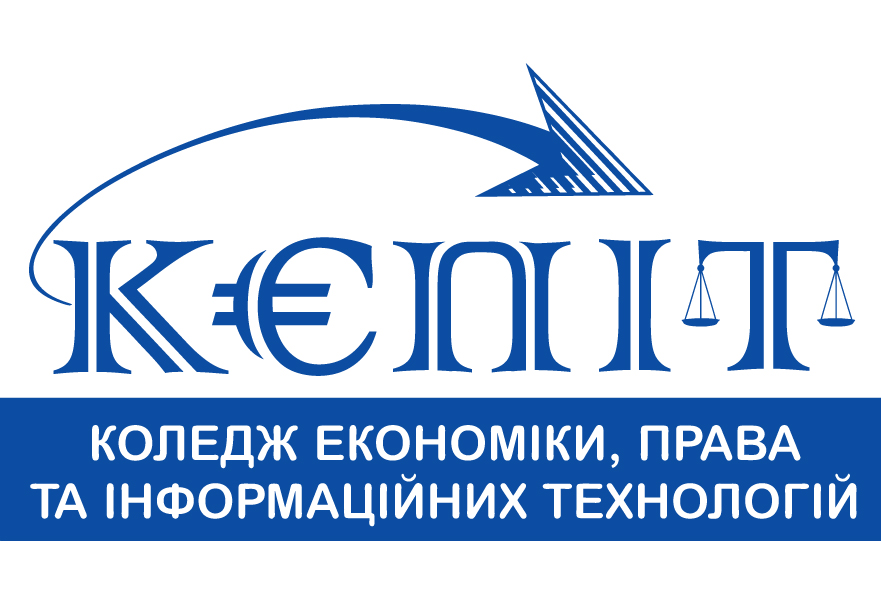 КЄПІТ
КОЛЕДЖ ЕКОНОМІКИ, ПРАВА
ТА ІНФОРМАЦІЙНИХ ТЕХНОЛОГІЙ